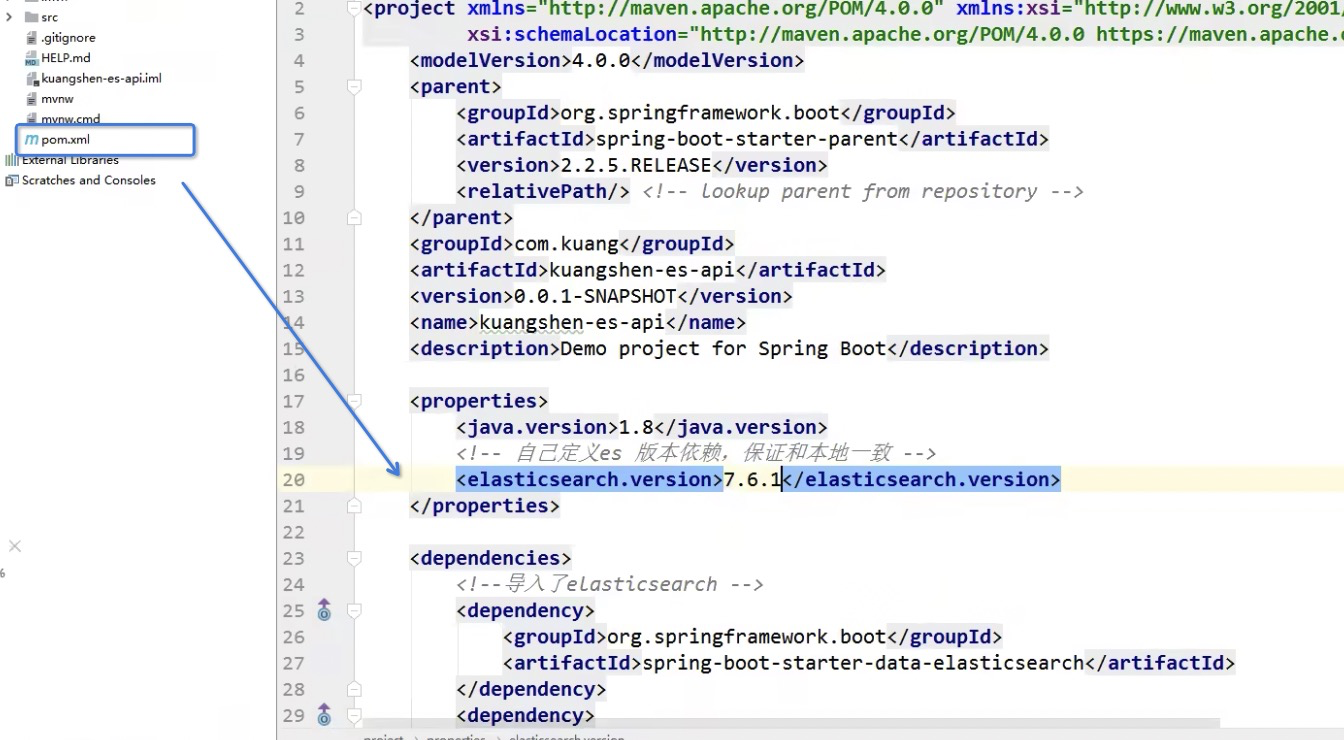 src
.gitignore
HELP.md
kuangshen-es-api.iml
mvnw
mvnw.cmd
pom.xml
External Libraries
Scratches and Consoles
2 <project xmlns="http://maven.apache.org/POM/4.0.0" xmlns:xsi="http://www.w3.org/2001/
3 xsi:schemaLocation="http://maven.apache.org/POM/4.0.0 https://maven.apache.o
4 <modelVersion>4.0.0</modelVersion>
5 <parent>
6 <groupId>org.springframework.boot</groupId>
7 <artifactId>spring-boot-starter-parent</artifactId>
8 <version>2.2.5.RELEASE</version>
9 <relativePath/> <!-- lookup parent from repository -->
10 </parent>
11 <groupId>com.kuang</groupId>
12 <artifactId>kuangshen-es-api</artifactId>
13 <version>0.0.1-SNAPSHOT</version>
14 <name>kuangshen-es-api</name>
15 <description>Demo project for Spring Boot</description>
16
17 <properties>
18 <java.version>1.8</java.version>
19 <!-- 自己定义es 版本依赖，保证和本地一致 -->
20 <elasticsearch.version>7.6.1</elasticsearch.version>
21 </properties>
22
23 <dependencies>
24 <!--导入了elasticsearch -->
25 <dependency>
26 <groupId>org.springframework.boot</groupId>
27 <artifactId>spring-boot-starter-data-elasticsearch</artifactId>
28 </dependency>
29 <dependency>